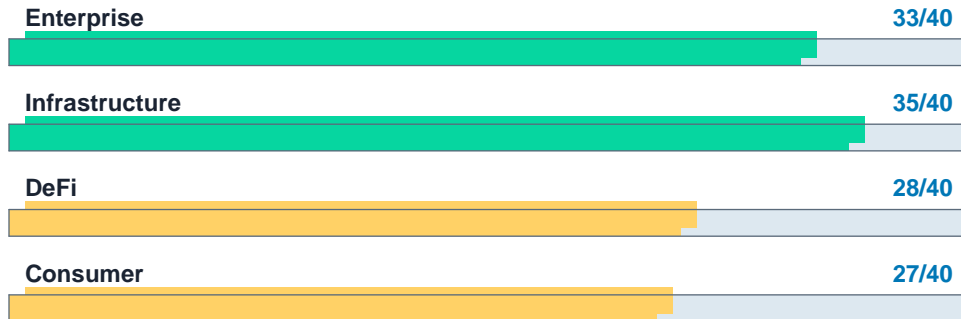 Enterprise 33/40
Infrastructure 35/40
DeFi 28/40
Consumer 27/40